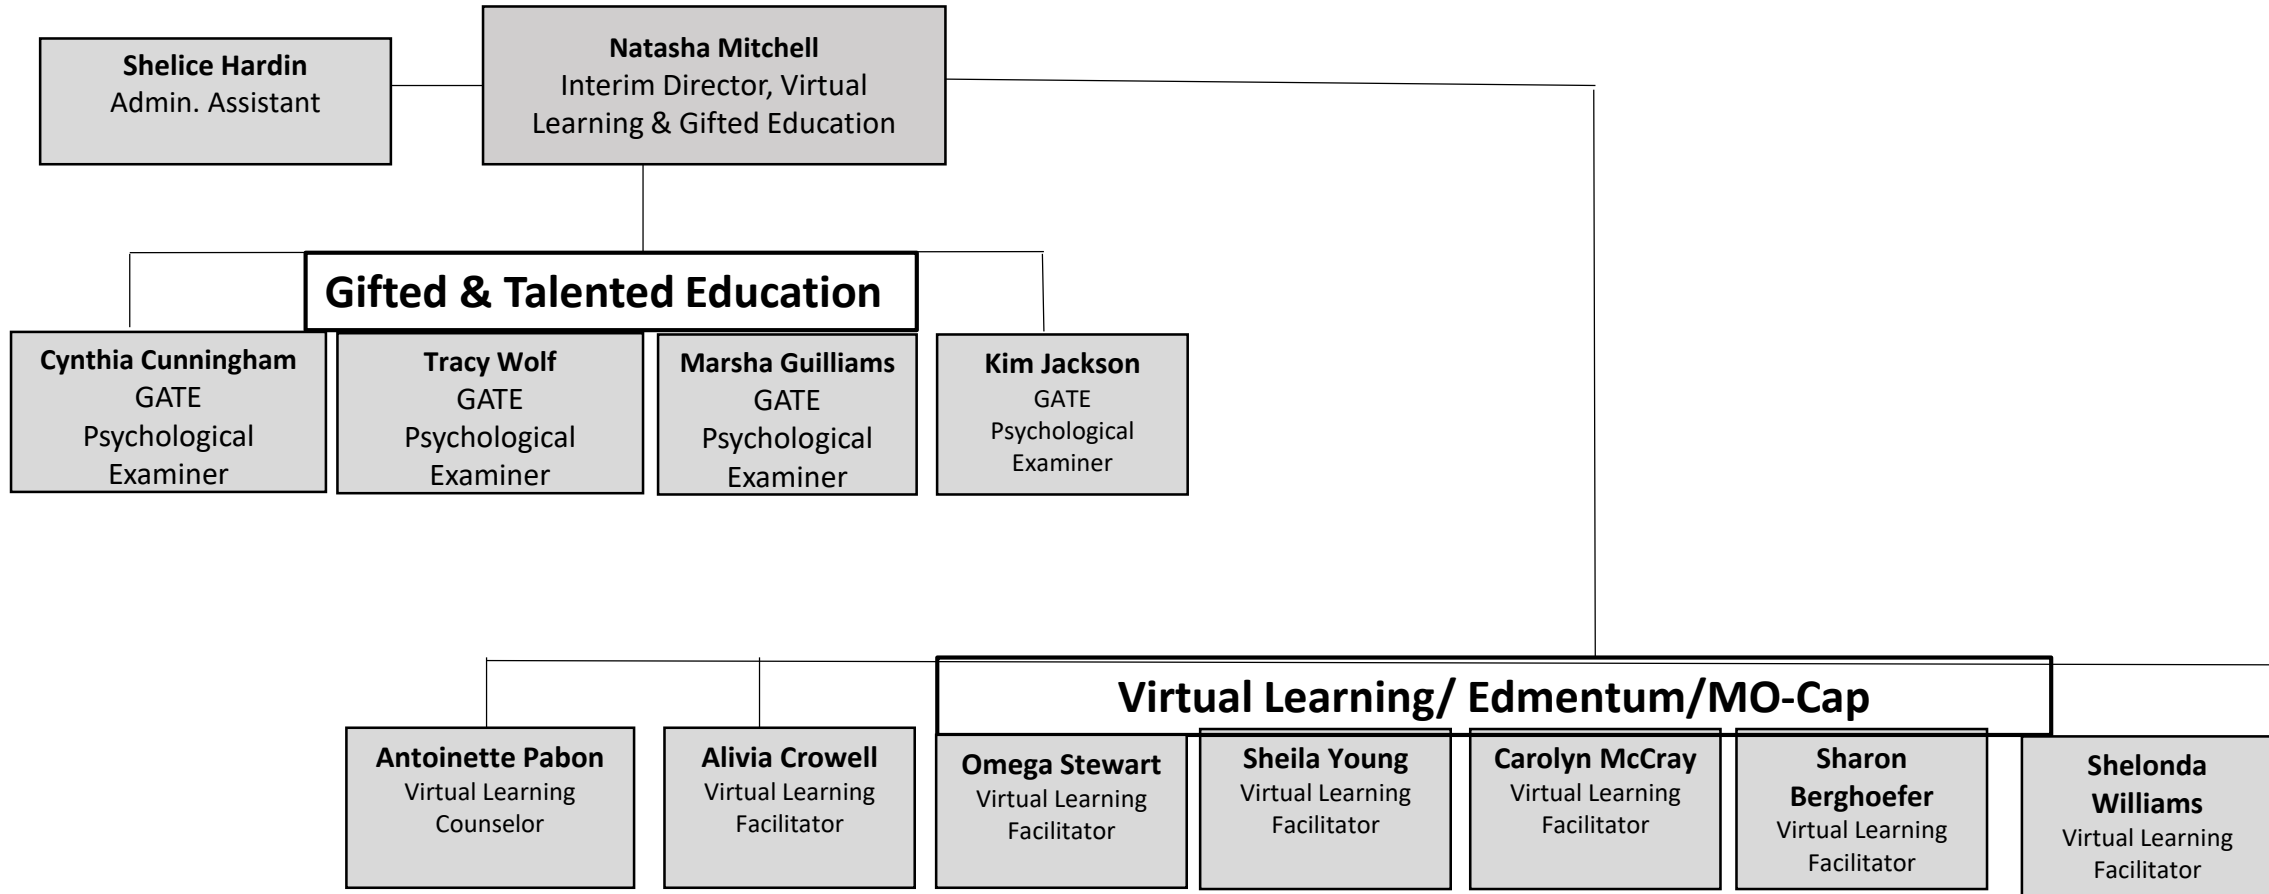 Shelice Hardin
Admin. Assistant
Natasha Mitchell
Interim Director, Virtual
Learning & Gifted Education
Gifted & Talented Education
Cynthia Cunningham
GATE
Psychological
Examiner
Tracy Wolf
GATE
Psychological
Examiner
Marsha Guilliams
GATE
Psychological
Examiner
Kim Jackson
GATE
Psychological
Examiner
Virtual Learning/ Edmentum/MO-Cap
Antoinette Pabon
Virtual Learning
Counselor
Alivia Crowell
Virtual Learning
Facilitator
Omega Stewart
Virtual Learning
Facilitator
Sheila Young
Virtual Learning
Facilitator
Carolyn McCray
Virtual Learning
Facilitator
Sharon
Berghoefer
Virtual Learning
Facilitator
Shelonda
Williams
Virtual Learning
Facilitator